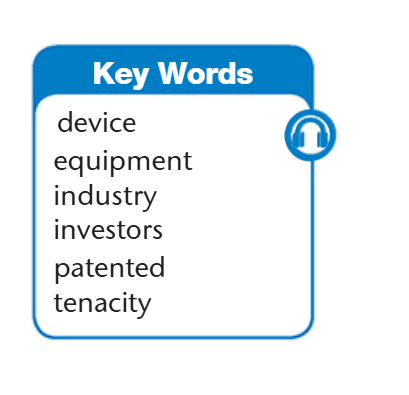 Key Words
device
equipment
industry
investors
patented
tenacity